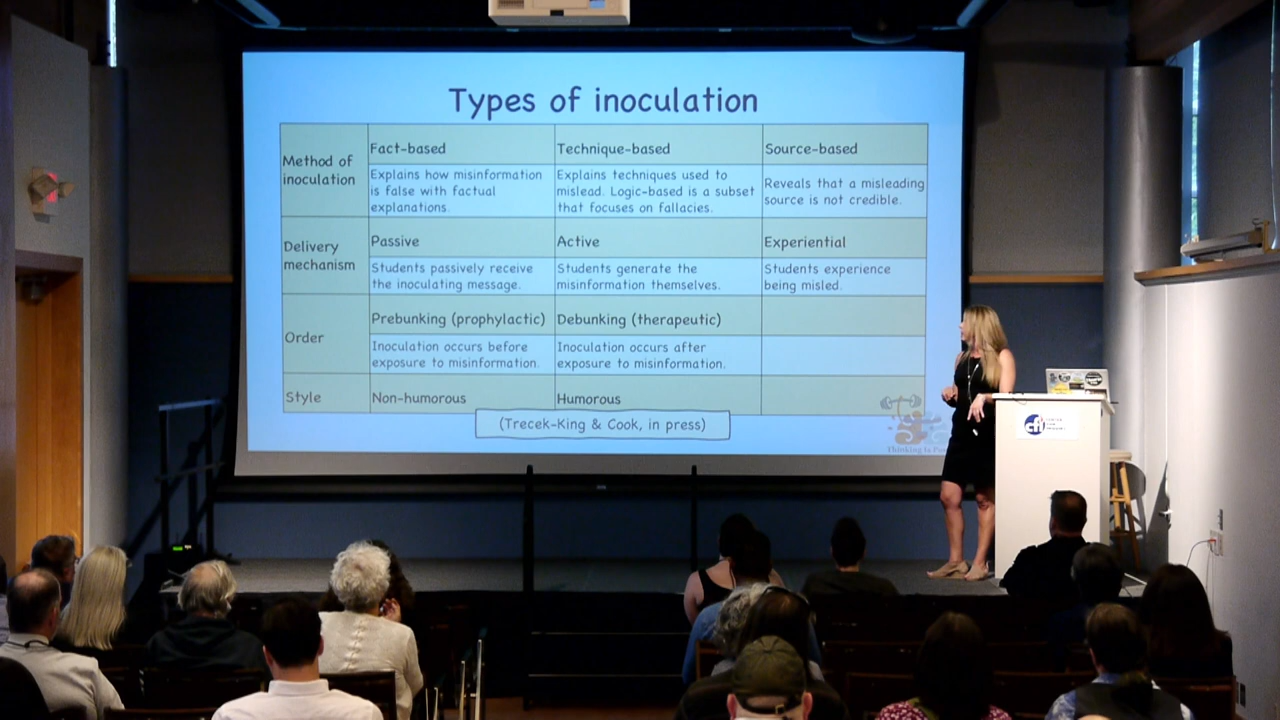 Types of inoculation
Method of
inoculation
Fact-based
Technique-based
Source-based
Explains how misinformation
is false with factual
explanations.
Explains techniques used to
mislead. Logic-based is a subset
that focuses on fallacies.
Reveals that a misleading
source is not credible.
Delivery
mechanism
Passive
Active
Experiential
Students passively receive
the inoculating message.
Students generate the
misinformation themselves.
Students experience
being misled.
Order
Prebunking (prophylactic)
Debunking (therapeutic)
Inoculation occurs before
exposure to misinformation.
Inoculation occurs after
exposure to misinformation.
Style
Non-humorous
Humorous
(Trecek-King & Cook, in press)
Thinking Is
cfi